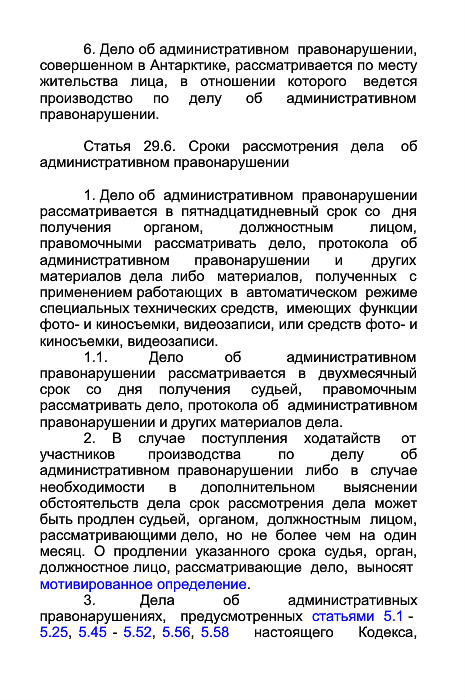 6. Дело об административном правонарушении,
совершенном в Антарктике, рассматривается по месту
жительства лица, в отношении которого ведется
производство по делу об административном
правонарушении.
Статья 29.6. Сроки рассмотрения дела об
административном правонарушении
1. Дело об административном правонарушении
рассматривается в пятнадцатидневный срок со дня
получения органом, должностным лицом,
правомочными рассматривать дело, протокола об
административном правонарушении и других
материалов дела либо материалов, полученных с
применением работающих в автоматическом режиме
специальных технических средств, имеющих функции
фото- и киносъемки, видеозаписи, или средств фото- и
киносъемки, видеозаписи.
1.1. Дело об административном
правонарушении рассматривается в двухмесячный
срок со дня получения судьей, правомочным
рассматривать дело, протокола об административном
правонарушении и других материалов дела.
2. В случае поступления ходатайств от
участников производства по делу об
административном правонарушении либо в случае
необходимости в дополнительном выяснении
обстоятельств дела срок рассмотрения дела может
быть продлен судьей, органом, должностным лицом,
рассматривающими дело, но не более чем на один
месяц. О продлении указанного срока судья, орган,
должностное лицо, рассматривающие дело, выносят
мотивированное определение.
3. Дела об административных
правонарушениях, предусмотренных статьями 5.1 -
5.25, 5.45 - 5.52, 5.56, 5.58 настоящего Кодекса,